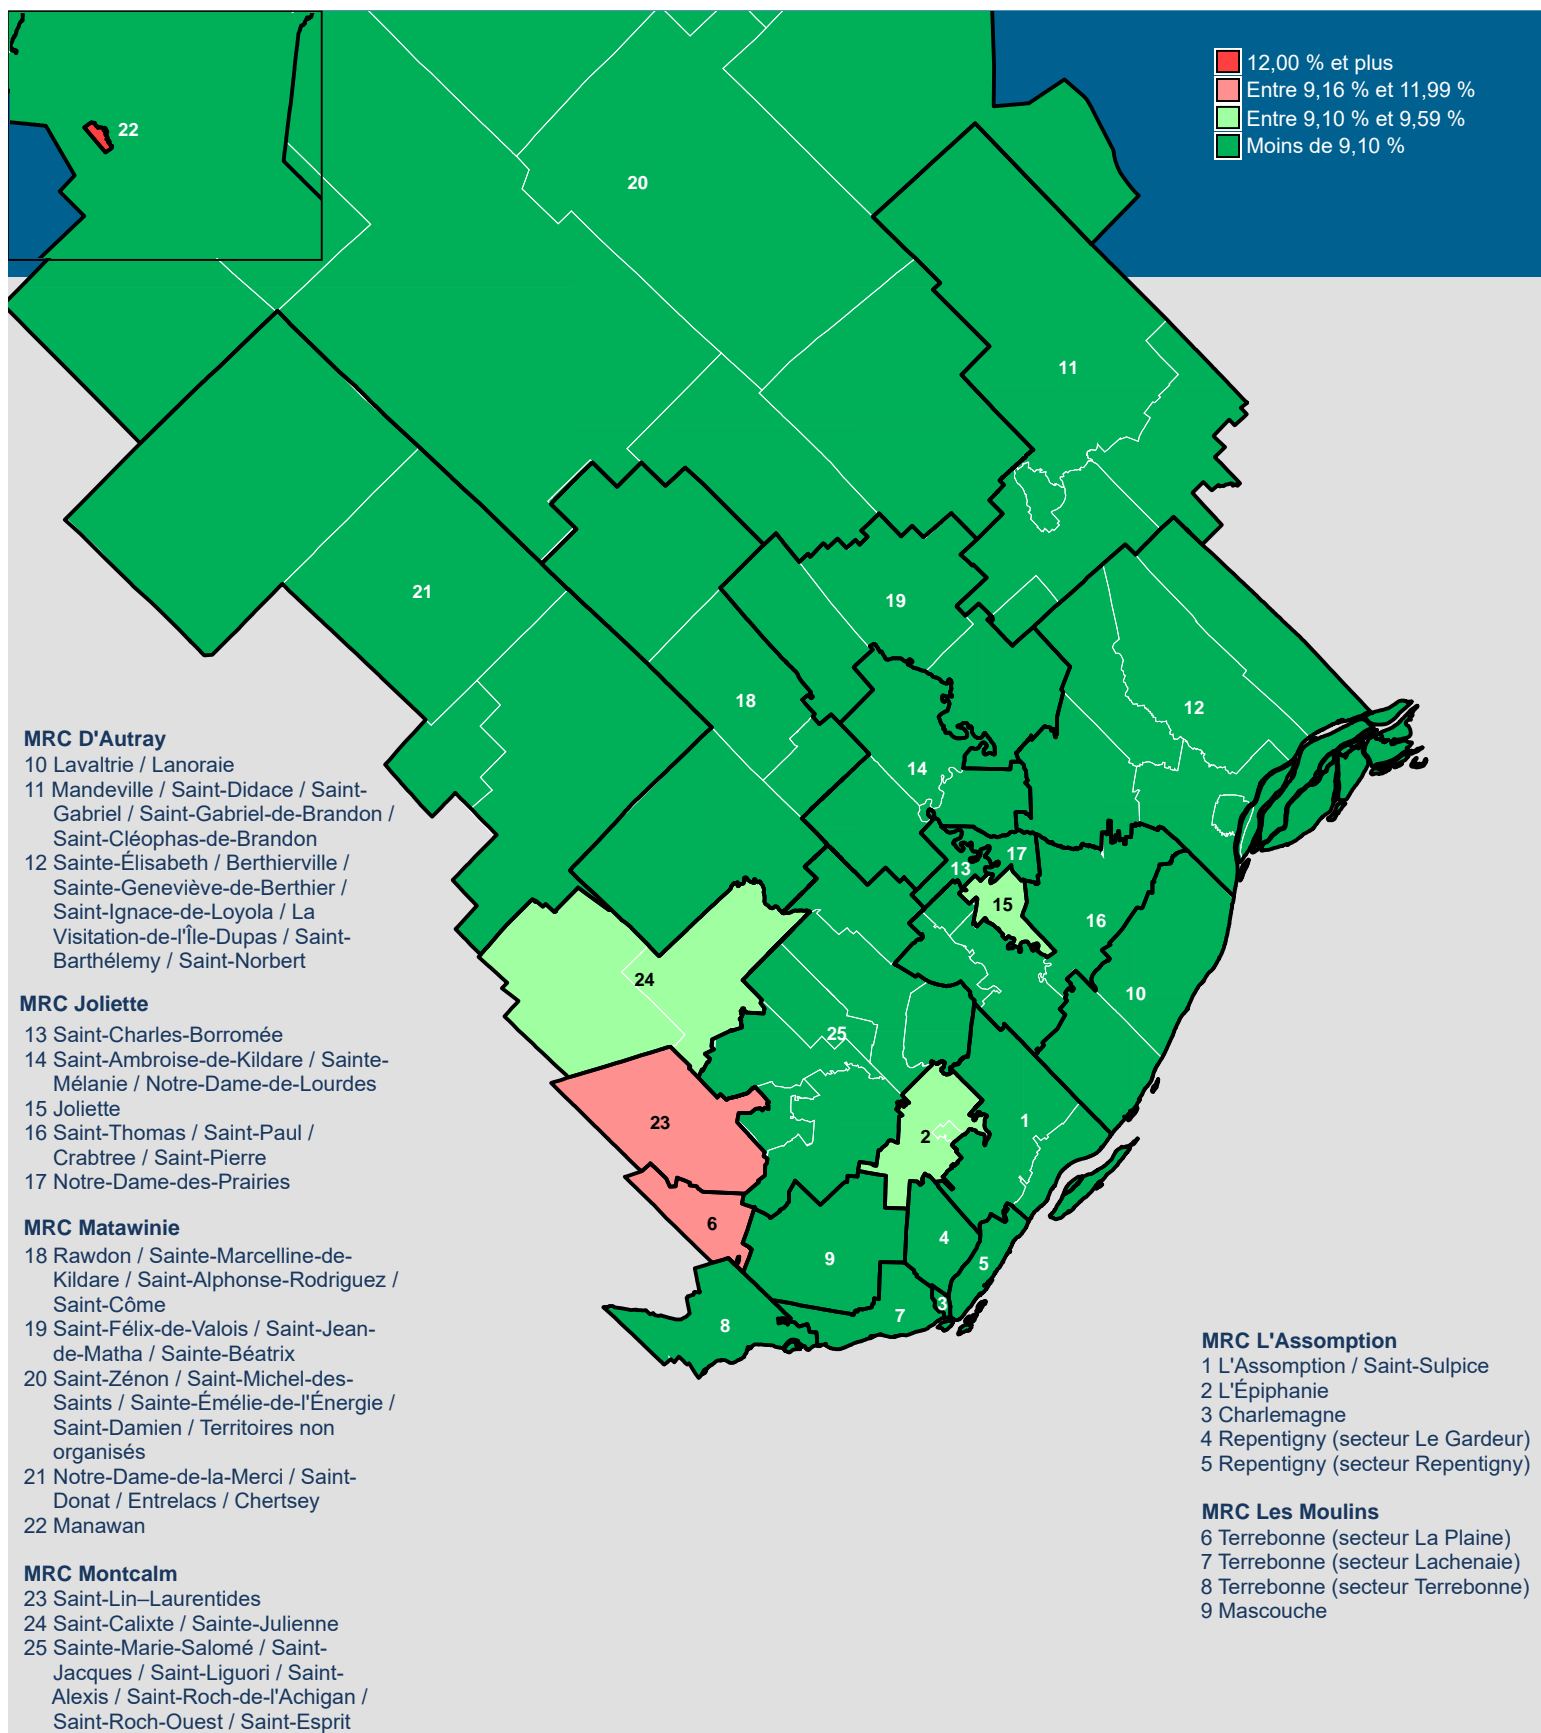 12,00 % et plus
Entre 9,16 % et 11,99 %
Entre 9,10 % et 9,59 %
Moins de 9,10 %
22
20
11
21
19
18
12
14
17
13
15
16
24
10
25
23
2
1
6
4
9
5
3
7
8
MRC D'Autray
10 Lavaltrie / Lanoraie
11 Mandeville / Saint-Didace / Saint-
Gabriel / Saint-Gabriel-de-Brandon /
Saint-Cléophas-de-Brandon
12 Sainte-Élisabeth / Berthierville /
Sainte-Geneviève-de-Berthier /
Saint-Ignace-de-Loyola / La
Visitation-de-l'Île-Dupas / Saint-
Barthélemy / Saint-Norbert
MRC Joliette
13 Saint-Charles-Borromée
14 Saint-Ambroise-de-Kildare / Sainte-
Mélanie / Notre-Dame-de-Lourdes
15 Joliette
16 Saint-Thomas / Saint-Paul /
Crabtree / Saint-Pierre
17 Notre-Dame-des-Prairies
MRC Matawinie
18 Rawdon / Sainte-Marcelline-de-
Kildare / Saint-Alphonse-Rodriguez /
Saint-Côme
19 Saint-Félix-de-Valois / Saint-Jean-
de-Matha / Sainte-Béatrix
20 Saint-Zénon / Saint-Michel-des-
Saints / Sainte-Émélie-de-l'Énergie /
Saint-Damien / Territoires non
organisés
21 Notre-Dame-de-la-Merci / Saint-
Donat / Entrelacs / Chertsey
22 Manawan
MRC Montcalm
23 Saint-Lin–Laurentides
24 Saint-Calixte / Sainte-Julienne
25 Sainte-Marie-Salomé / Saint-
Jacques / Saint-Liguori / Saint-
Alexis / Saint-Roch-de-l'Achigan /
Saint-Roch-Ouest / Saint-Esprit
MRC L'Assomption
1 L'Assomption / Saint-Sulpice
2 L'Épiphanie
3 Charlemagne
4 Repentigny (secteur Le Gardeur)
5 Repentigny (secteur Repentigny)
MRC Les Moulins
6 Terrebonne (secteur La Plaine)
7 Terrebonne (secteur Lachenaie)
8 Terrebonne (secteur Terrebonne)
9 Mascouche